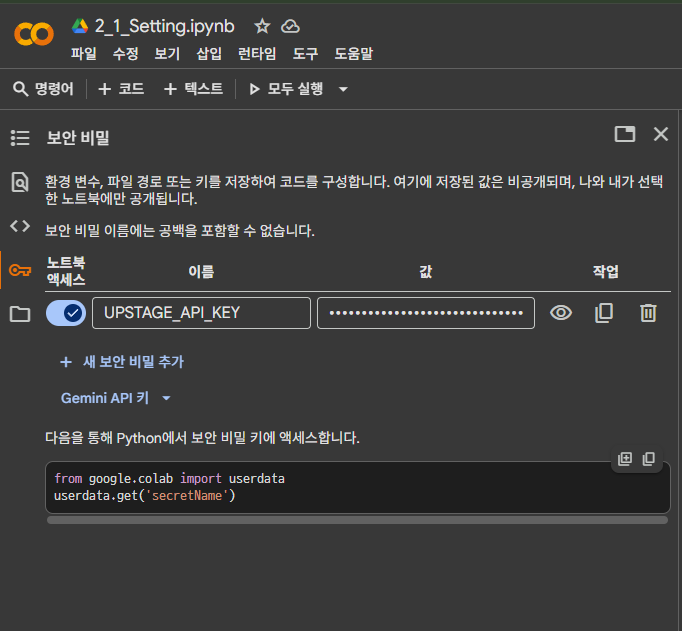 2_1_Setting.ipynb
파일 수정 보기 삽입 런타임 도구 도움말
명령어 + 코드 + 텍스트 모두 실행
보안 비밀
환경 변수, 파일 경로 또는 키를 저장하여 코드를 구성합니다. 여기에 저장된 값은 비공개되며, 나와 내가 선택
한 노트북에만 공개됩니다.
보안 비밀 이름에는 공백을 포함할 수 없습니다.
노트북
액세스 이름 값 작업
UPSTAGE_API_KEY ••••••••••••••••••••••••••••
+ 새 보안 비밀 추가
Gemini API 키
다음을 통해 Python에서 보안 비밀 키에 액세스합니다.
from google.colab import userdata
userdata.get('secretName')